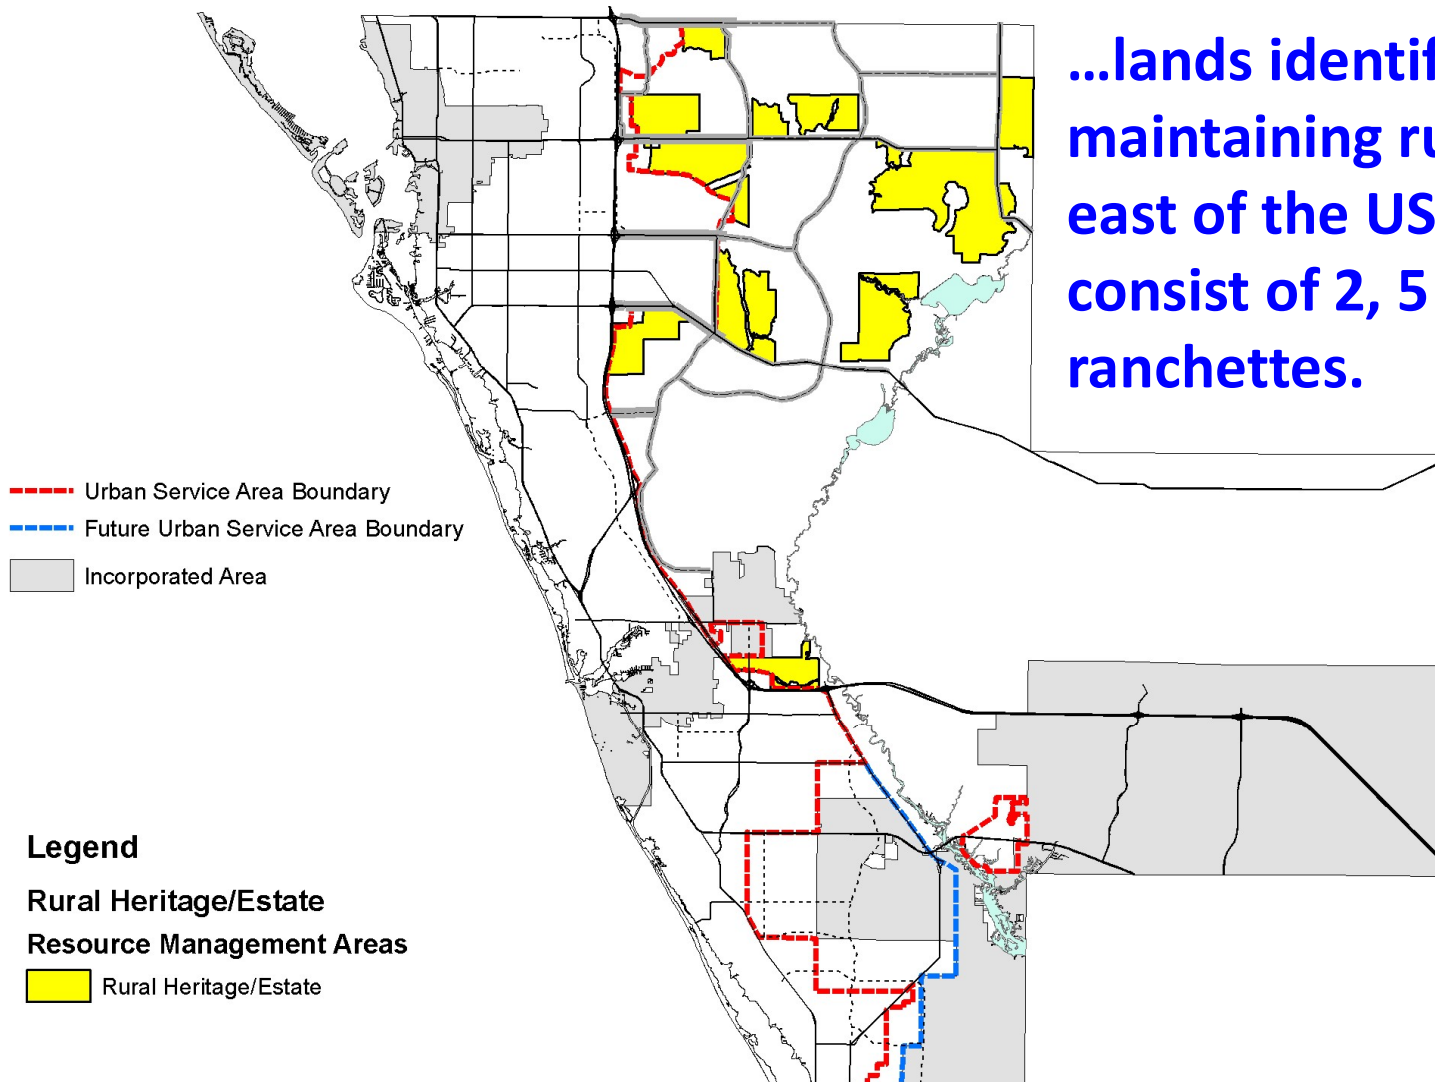 ...lands identif
maintaining ru
east of the US
consist of 2, 5
ranchettes.
Urban Service Area Boundary
Future Urban Service Area Boundary
Incorporated Area
Legend
Rural Heritage/Estate
Resource Management Areas
Rural Heritage/Estate